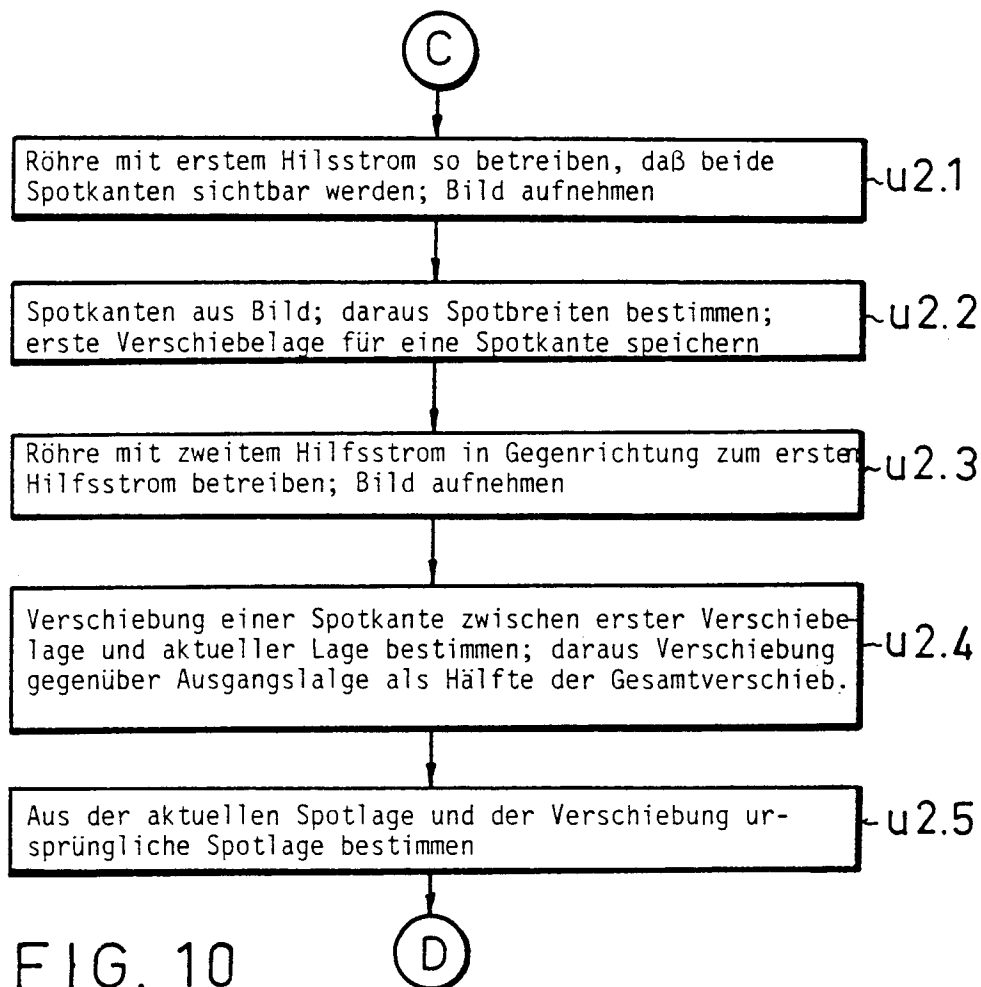 C
Röhre mit erstem Hilsstrom so betreiben, daß beide
Spotkanten sichtbar werden; Bild aufnehmen
u2.1
Spotkanten aus Bild; daraus Spotbreiten bestimmen;
erste Verschiebelage für eine Spotkante speichern
u2.2
Röhre mit zweitem Hilfsstrom in Gegenrichtung zum ersten
Hilfsstrom betreiben; Bild aufnehmen
u2.3
Verschiebung einer Spotkante zwischen erster Verschiebe-
lage und aktueller Lage bestimmen; daraus Verschiebung
gegenüber Ausgangslalge als Hälfte der Gesamtverschieb.
u2.4
Aus der aktuellen Spotlage und der Verschiebung ur-
sprüngliche Spotlage bestimmen
u2.5
D
FIG. 10